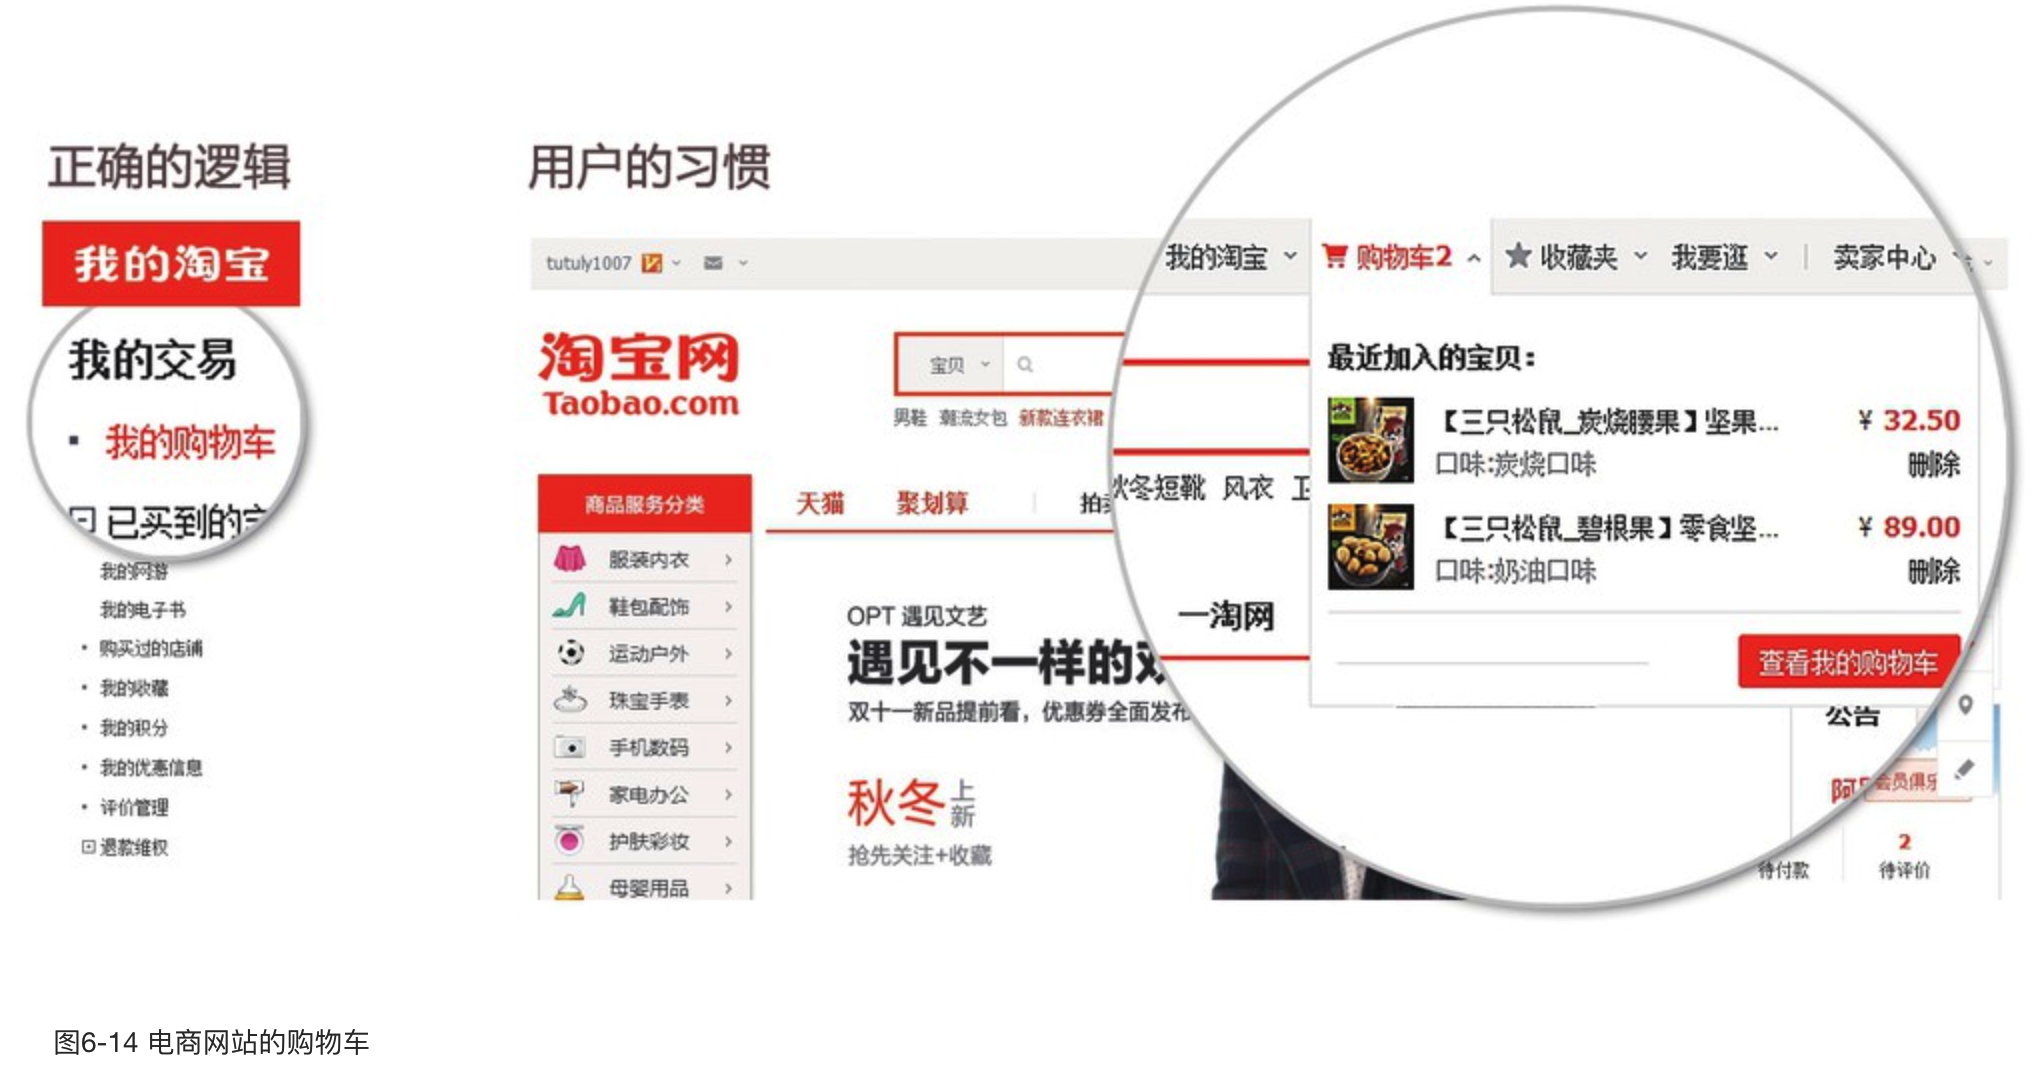 正确的逻辑
我的淘宝
我的交易
我的购物车
已买到的
我的网游
我的电子书
购买过的店铺
我的收藏
我的积分
我的优惠信息
评价管理
退款维权
用户的习惯
tutuly1007
我的淘宝 购物车2 收藏夹 我要逛 | 卖家中心
淘宝网
Taobao.com
宝贝
男鞋 潮流女包 新款连衣裙
商品服务分类
天猫 聚划算
服装内衣
鞋包配饰
运动户外
珠宝手表
手机数码
家电办公
护肤彩妆
母婴用品
OPT 遇见文艺
遇见不一样的
双十一新品提前看，优惠券全面发布
秋冬上新
抢先关注+收藏
秋冬短靴 风衣
一淘网
最近加入的宝贝：
【三只松鼠_炭烧腰果】坚果... ¥ 32.50
口味:炭烧口味 删除
【三只松鼠_碧根果】零食坚... ¥ 89.00
口味:奶油口味 删除
查看我的购物车
公告
会员俱乐
2
待付款 待评价
图6-14 电商网站的购物车